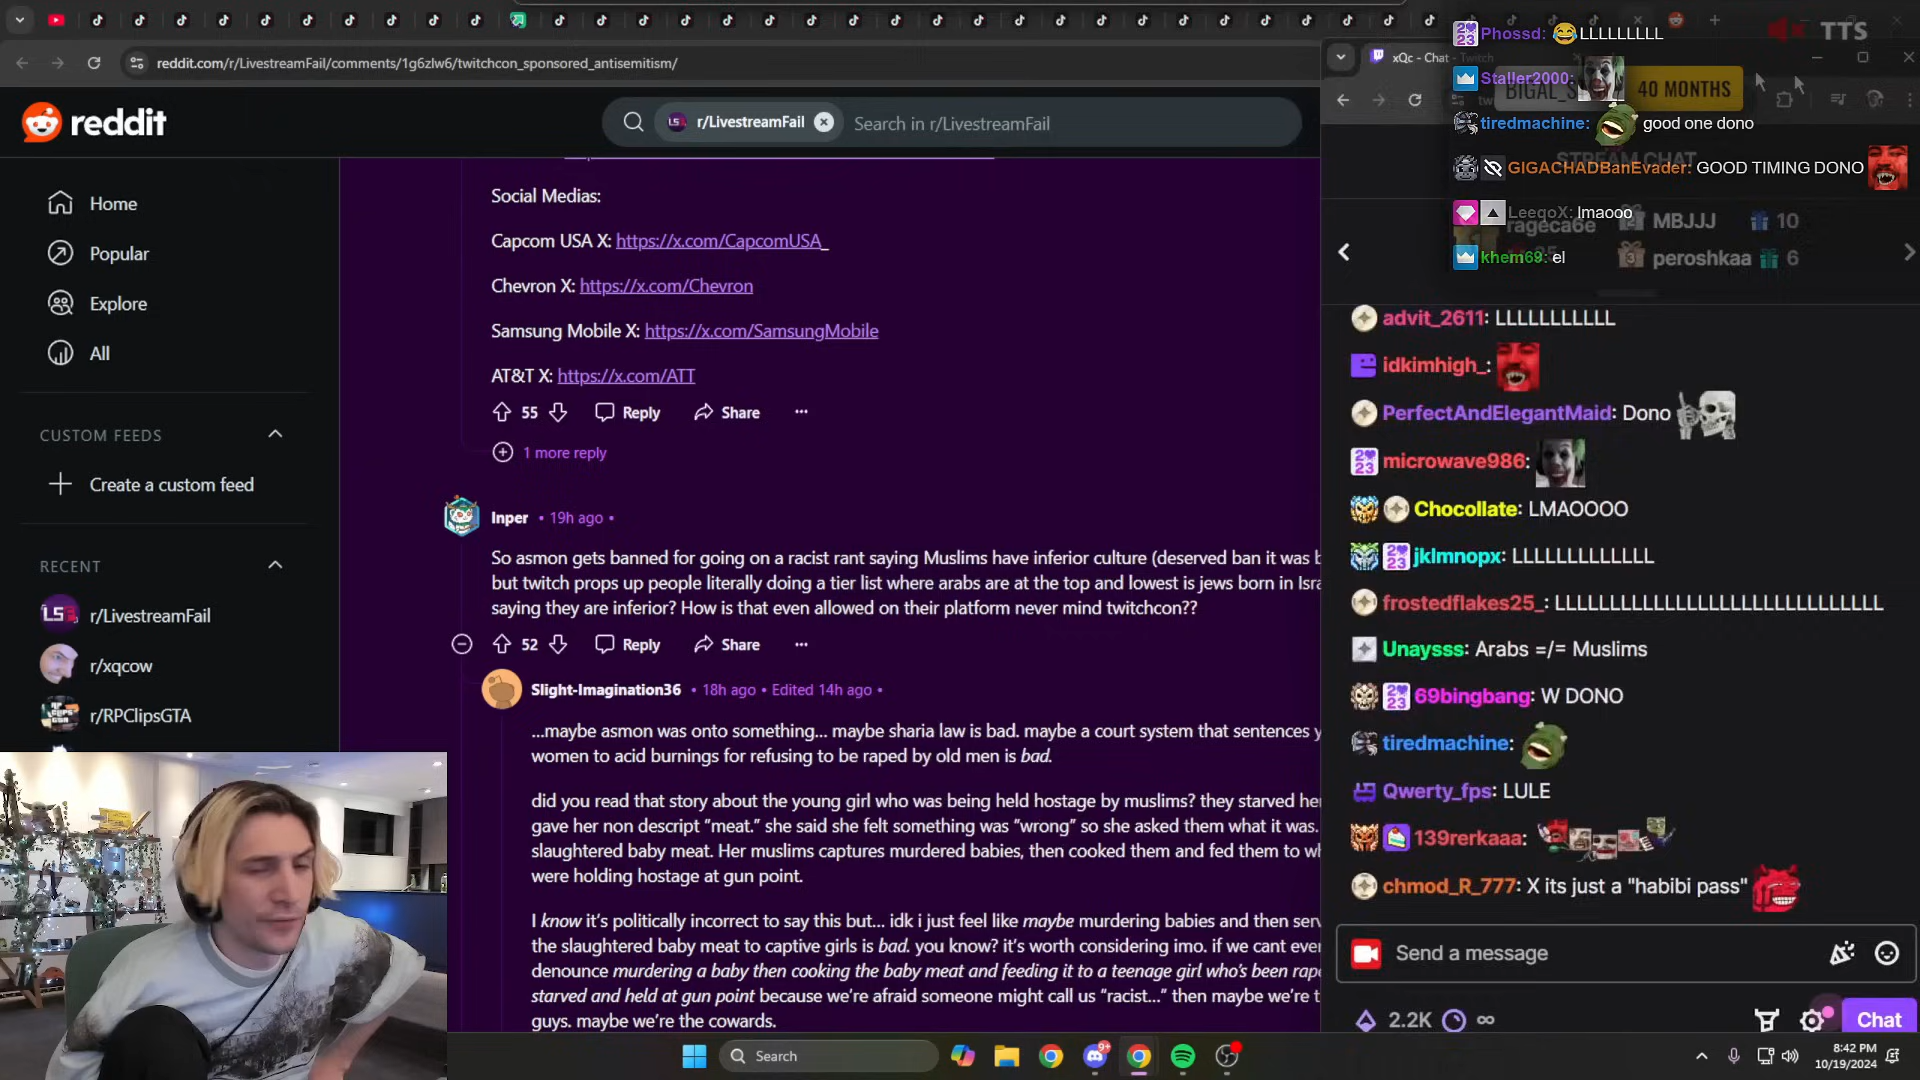 reddit.com/r/LivestreamFail/comments/1g6zlw6/twitchcon_sponsored_antisemitism/
reddit
r/LivestreamFail
Search in r/LivestreamFail
Home
Popular
Explore
All
CUSTOM FEEDS
Create a custom feed
RECENT
r/LivestreamFail
r/xqcow
r/RPClipsGTA
Social Medias:
Capcom USA X: https://x.com/CapcomUSA_
Chevron X: https://x.com/Chevron
Samsung Mobile X: https://x.com/SamsungMobile
AT&T X: https://x.com/ATT
55 Reply Share
1 more reply
Inper • 19h ago •
So asmon gets banned for going on a racist rant saying Muslims have inferior culture (deserved ban it was
but twitch props up people literally doing a tier list where arabs are at the top and lowest is jews born in
saying they are inferior? How is that even allowed on their platform never mind twitchcon??
52 Reply Share
Slight-Imagination36 • 18h ago • Edited 14h ago •
...maybe asmon was onto something... maybe sharia law is bad. maybe a court system that sentences
women to acid burnings for refusing to be raped by old men is bad.
did you read that story about the young girl who was being held hostage by muslims? they starved
gave her non descript “meat.” she said she felt something was “wrong” so she asked them what it was.
slaughtered baby meat. Her muslims captures murdered babies, then cooked them and fed them to
were holding hostage at gun point.
I know it’s politically incorrect to say this but... idk i just feel like maybe murdering babies and then
the slaughtered baby meat to captive girls is bad. you know? it’s worth considering imo. if we cant
denounce murdering a baby then cooking the baby meat and feeding it to a teenage girl who’s been
starved and held at gun point because we’re afraid someone might call us “racist...” then maybe we’re
guys. maybe we’re the cowards.
xQc - Chat - Twitch
TTS
40 MONTHS
Phossd: LLLLLLLLL
Staller2000:
tiredmachine: good one dono
STREAM CHAT
GIGACHADBanEvader: GOOD TIMING DONO
LeeqoX: lmaooo
rageca6e
MBJJJ 10
khem69: el
peroshkaa 6
advit_2611: LLLLLLLLLLL
idkimhigh_:
PerfectAndElegantMaid: Dono
microwave986:
Chocollate: LMAOOOO
jklmnopx: LLLLLLLLLLLLL
frostedflakes25_: LLLLLLLLLLLLLLLLLLLLLLLLLLLLLL
Unaysss: Arabs =/= Muslims
69bingbang: W DONO
tiredmachine:
Qwerty_fps: LULE
139rerkaaa:
chmod_R_777: X its just a "habibi pass"
Send a message
2.2K ∞
Chat
Search
8:42 PM
10/19/2024